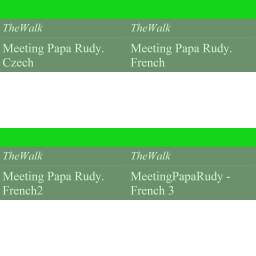 TheWalk TheWalk
Meeting Papa Rudy. Meeting Papa Rudy.
Czech French
TheWalk TheWalk
Meeting Papa Rudy. MeetingPapaRudy -
French2 French 3